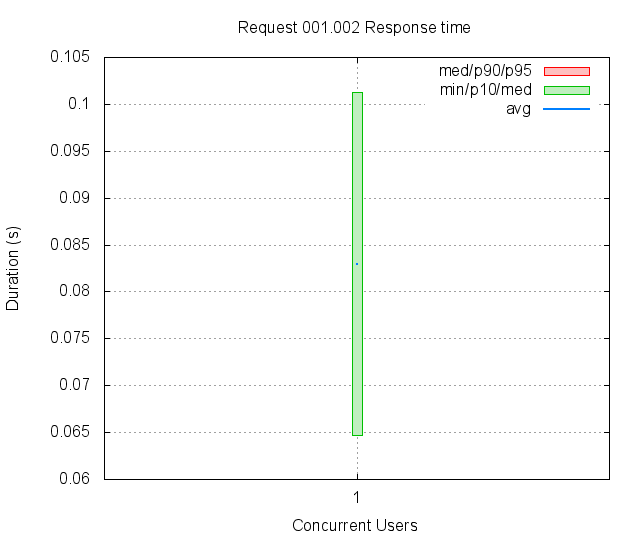 Request 001.002 Response time
med/p90/p95
min/p10/med
avg
0.105
0.1
0.095
0.09
0.085
0.08
0.075
0.07
0.065
0.06
Duration (s)
1
Concurrent Users